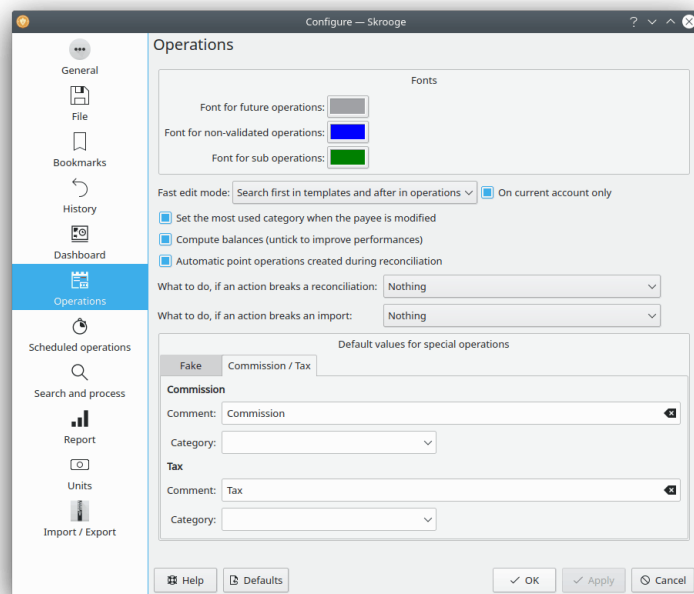 Configure — Skrooge
General
File
Bookmarks
History
Dashboard
Operations
Scheduled operations
Search and process
Report
Units
Import / Export
Operations
Fonts
Font for future operations:
Font for non-validated operations:
Font for sub operations:
Fast edit mode: Search first in templates and after in operations On current account only
Set the most used category when the payee is modified
Compute balances (untick to improve performances)
Automatic point operations created during reconciliation
What to do, if an action breaks a reconciliation: Nothing
What to do, if an action breaks an import: Nothing
Default values for special operations
Fake Commission / Tax
Commission
Comment: Commission
Category:
Tax
Comment: Tax
Category:
Help Defaults OK Apply Cancel